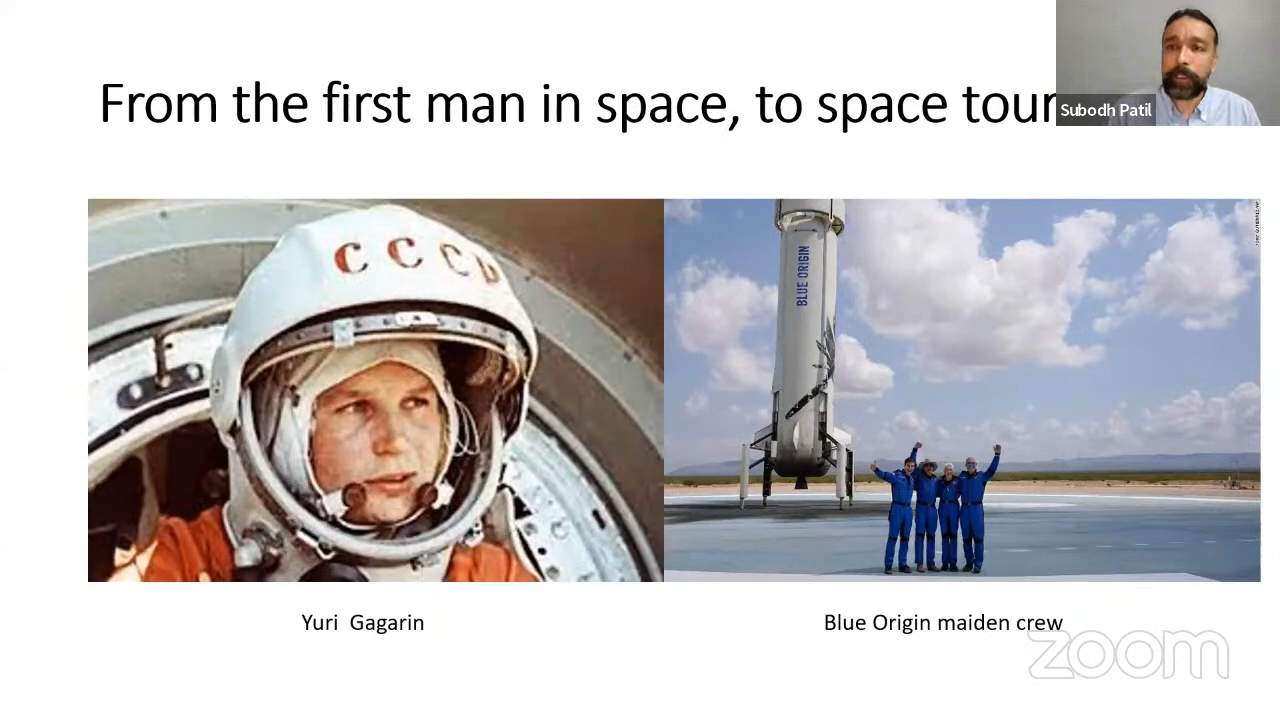 From the first man in space, to space tour
Subodh Patil
СССР
BLUE ORIGIN
Yuri  Gagarin
Blue Origin maiden crew
zoom